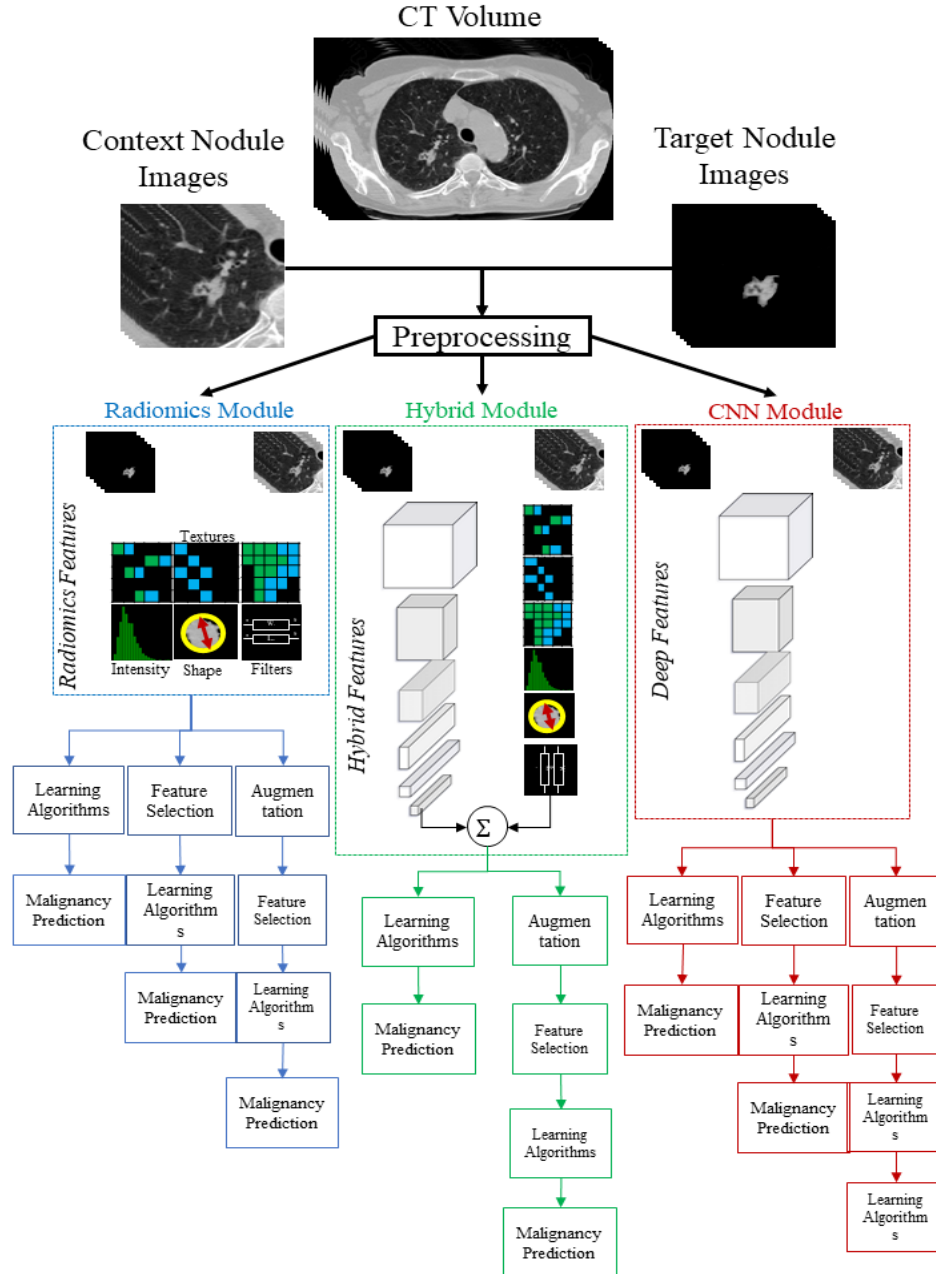 CT Volume
Context Nodule
Images
Target Nodule
Images
Preprocessing
Radiomics Module
Hybrid Module
CNN Module
Radiomics Features
Textures
Intensity
Shape
Filters
Hybrid Features
Σ
Deep Features
Learning
Algorithms
Feature
Selection
Augmen
tation
Malignancy
Prediction
Learning
Algorithm
s
Feature
Selection
Malignancy
Prediction
Learning
Algorithm
s
Malignancy
Prediction
Learning
Algorithms
Augmen
tation
Malignancy
Prediction
Feature
Selection
Learning
Algorithms
Malignancy
Prediction
Learning
Algorithms
Feature
Selection
Augmen
tation
Malignancy
Prediction
Learning
Algorithm
s
Feature
Selection
Malignancy
Prediction
Learning
Algorithm
s
Learning
Algorithm
s